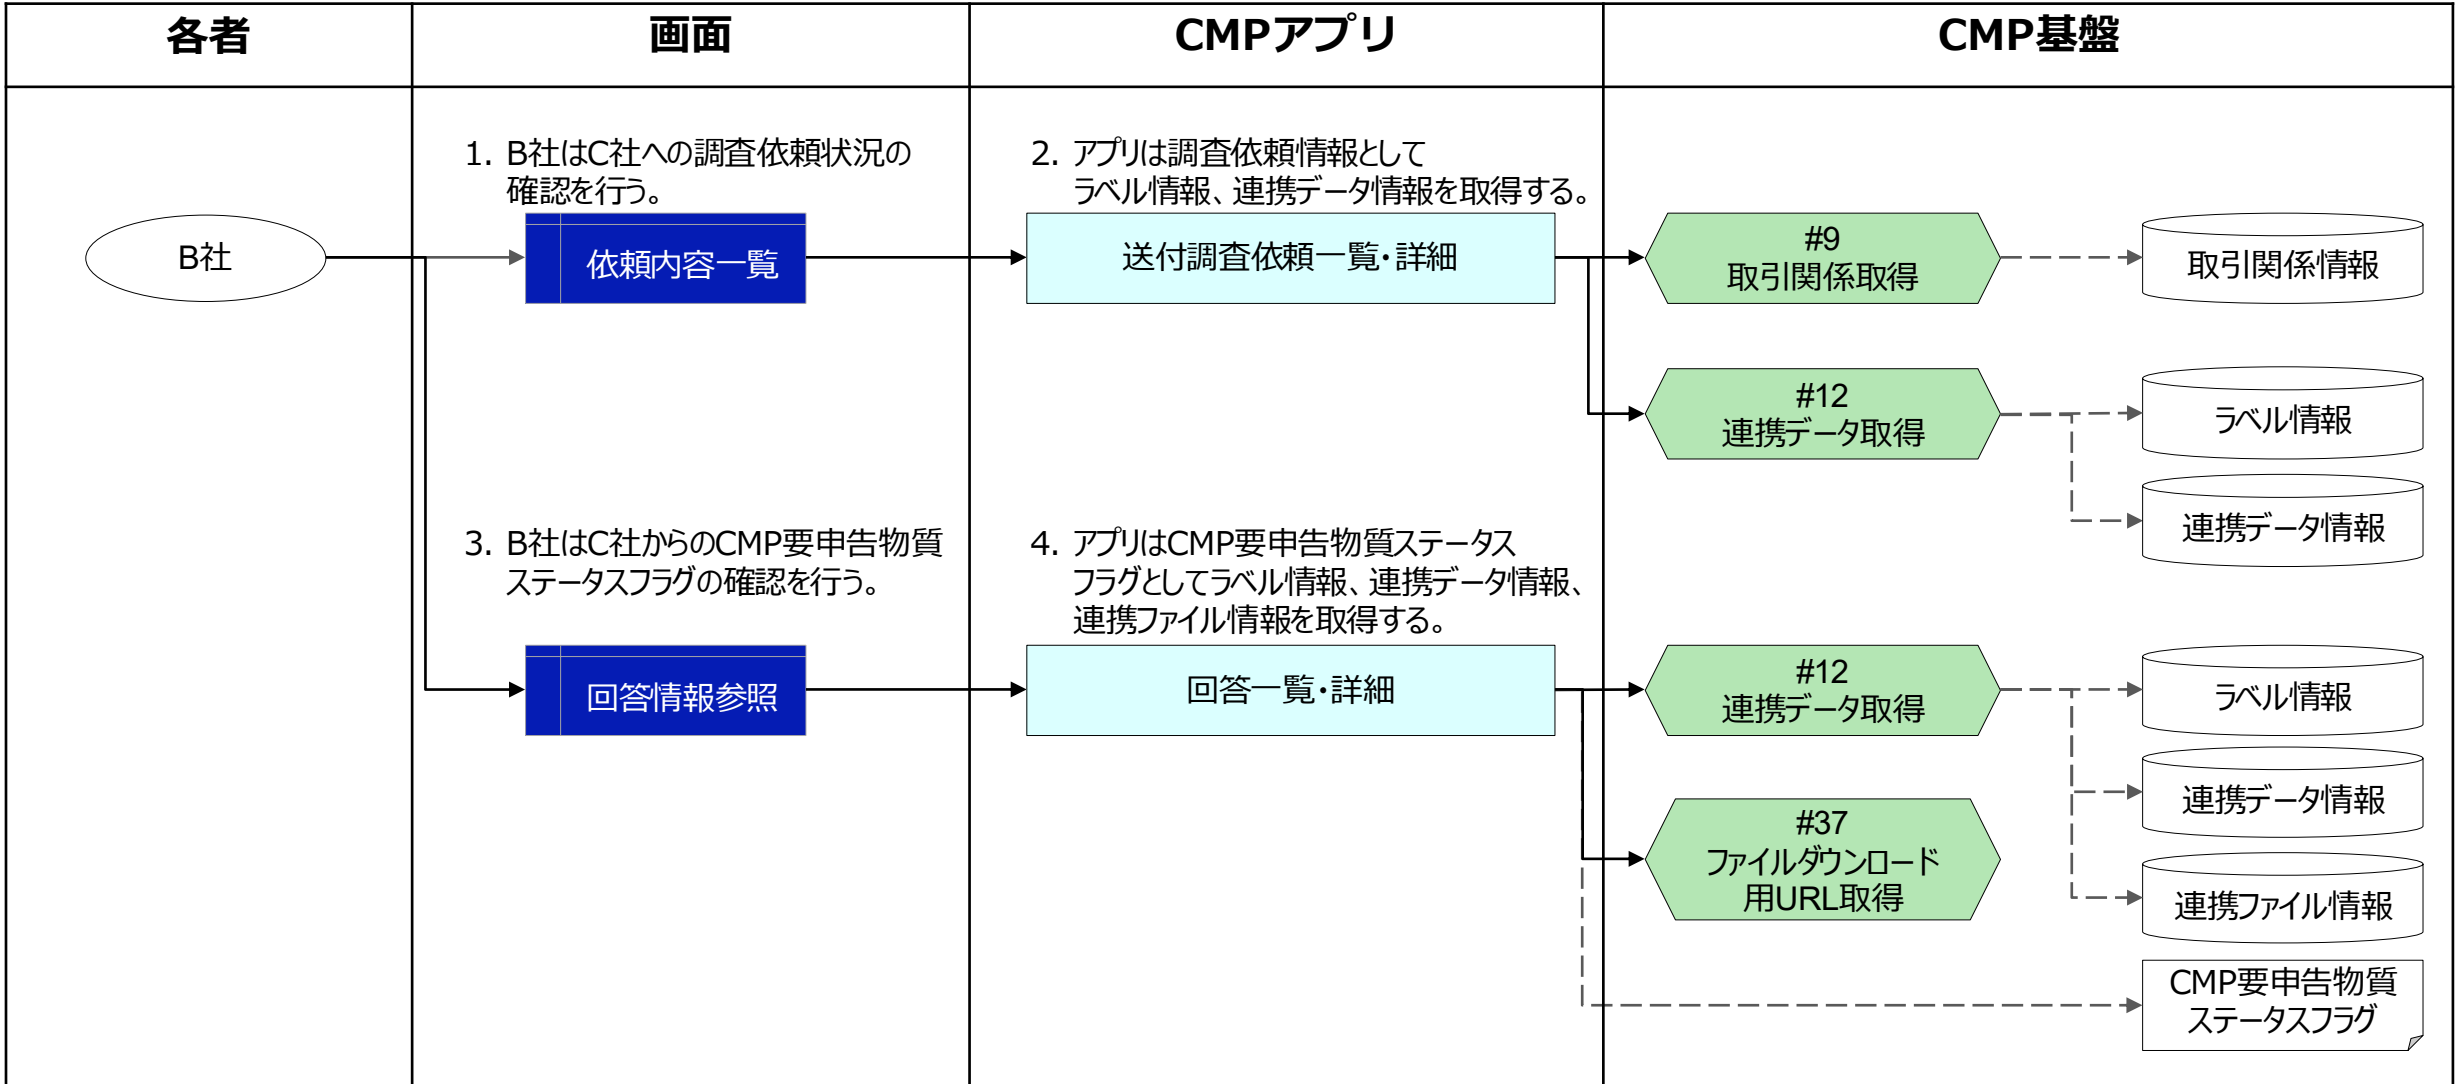 各者
画面
CMPアプリ
CMP基盤
1. B社はC社への調査依頼状況の
確認を行う。
2. アプリは調査依頼情報として
ラベル情報、連携データ情報を取得する。
B社
依頼内容一覧
送付調査依頼一覧・詳細
#9
取引関係取得
取引関係情報
#12
連携データ取得
ラベル情報
連携データ情報
3. B社はC社からのCMP要申告物質
ステータスフラグの確認を行う。
4. アプリはCMP要申告物質ステータス
フラグとしてラベル情報、連携データ情報、
連携ファイル情報を取得する。
回答情報参照
回答一覧・詳細
#12
連携データ取得
ラベル情報
連携データ情報
#37
ファイルダウンロード
用URL取得
連携ファイル情報
CMP要申告物質
ステータスフラグ